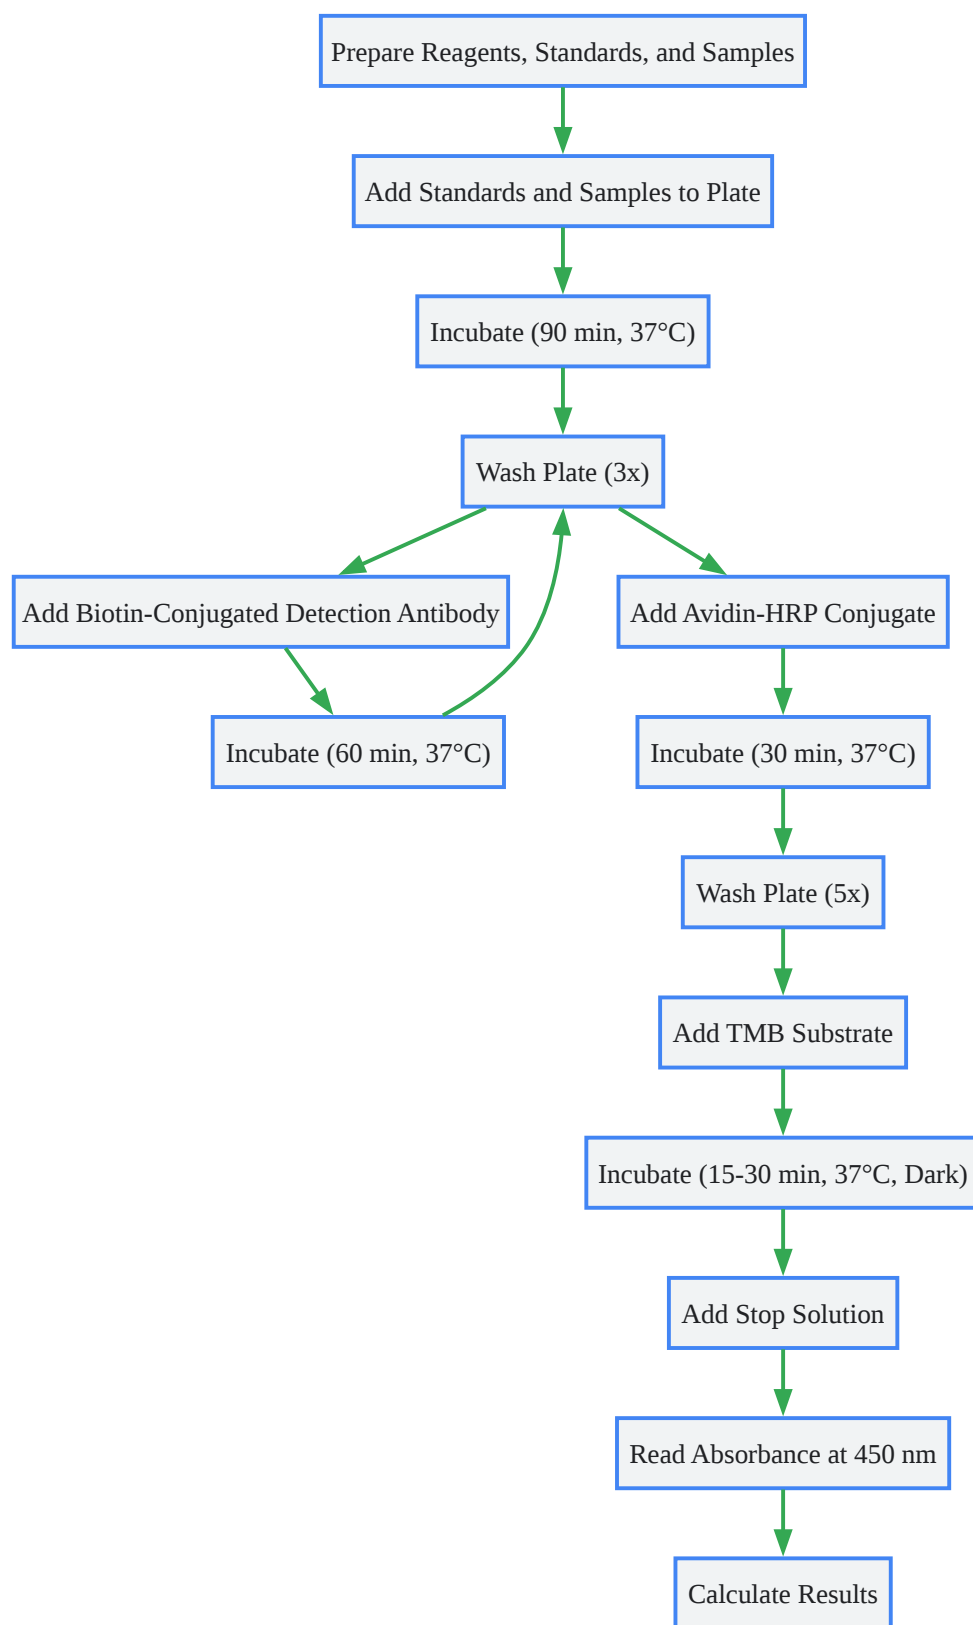 Prepare Reagents, Standards, and Samples
Add Standards and Samples to Plate
Incubate (90 min, 37°C)
Wash Plate (3x)
Add Biotin-Conjugated Detection Antibody
Add Avidin-HRP Conjugate
Incubate (60 min, 37°C)
Incubate (30 min, 37°C)
Wash Plate (5x)
Add TMB Substrate
Incubate (15-30 min, 37°C, Dark)
Add Stop Solution
Read Absorbance at 450 nm
Calculate Results